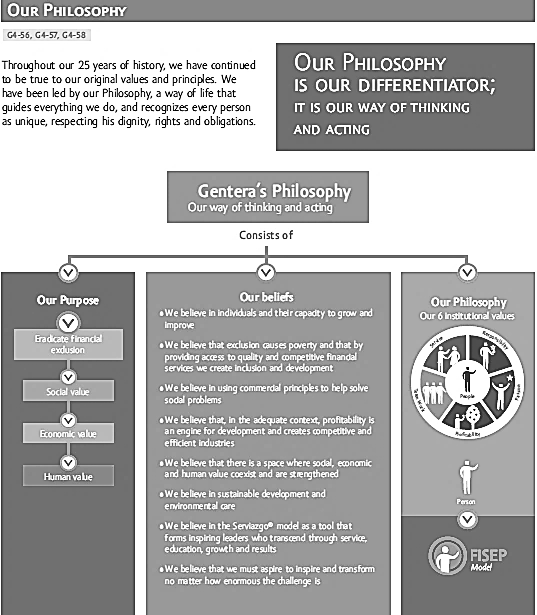 OUR PHILOSOPHY
G4-56, G4-57, G4-58
Throughout our 25 years of history, we have continued
to be true to our original values and principles. We
have been led by our Philosophy, a way of life that
guides everything we do, and recognizes every person
as unique, respecting his dignity, rights and obligations.
OUR PHILOSOPHY
IS OUR DIFFERENTIATOR;
IT IS OUR WAY OF THINKING
AND ACTING
Gentera's Philosophy
Our way of thinking and acting
Consists of
Our Purpose
Eradicate financial
exclusion
Social value
Economic value
Human value
Our beliefs
• We believe in individuals and their capacity to grow and
improve
• We believe that exclusion causes poverty and that by
providing access to quality and competitive financial
services we create inclusion and development
• We believe in using commercial principles to help solve
social problems
• We believe that, in the adequate context, profitability is
an engine for development and creates competitive and
efficient industries
• We believe that there is a space where social, economic
and human value coexist and are strengthened
• We believe in sustainable development and
environmental care
• We believe in the Serviazgo® model as a tool that
forms inspiring leaders who transcend through service,
education, growth and results
• We believe that we must aspire to inspire and transform
no matter how enormous the challenge is
Our Philosophy
Our 6 institutional values
Service
Responsibility
Teamwork
People
Passion
Profitability
Person
FISEP
Model